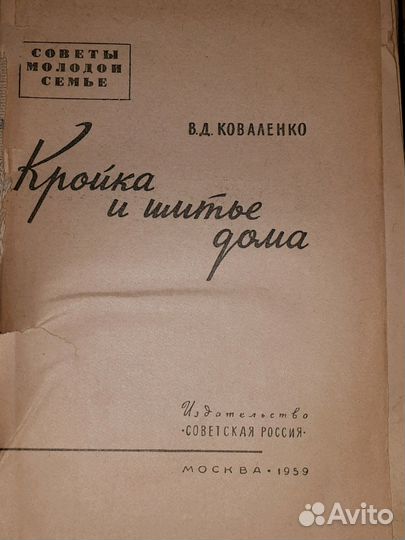 СОВЕТЫ
МОЛОДОЙ
СЕМЬЕ
В.Д. КОВАЛЕНКО
Кройка
и шитье
дома
Издательство
·СОВЕТСКАЯ РОССИЯ·
МОСКВА · 1959
Avito